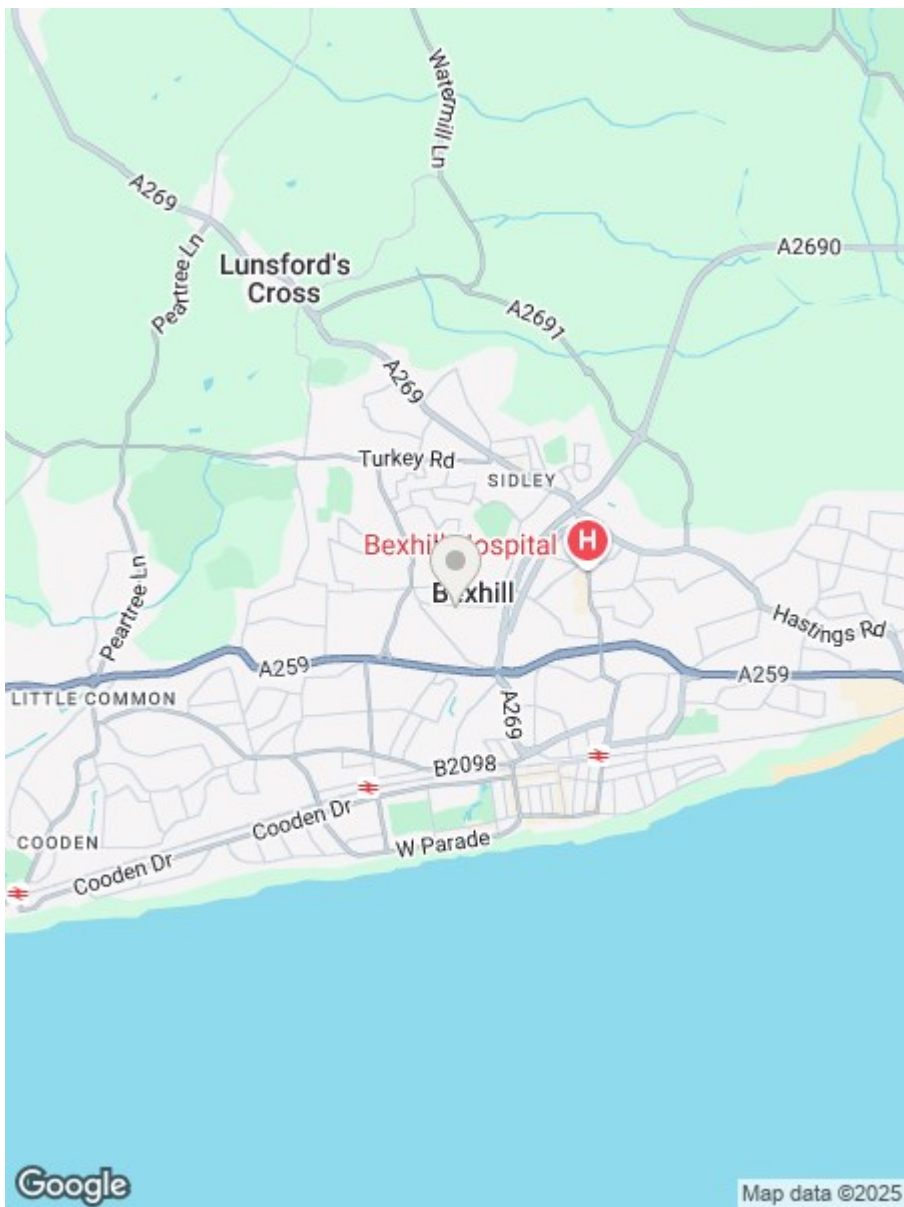 Watermill Ln
A269
A2690
Lunsford's
Cross
Peartree Ln
A2691
A269
Turkey Rd
SIDLEY
Bexhill Hospital
H
Bexhill
Peartree Ln
Hastings Rd
A259
A259
LITTLE COMMON
A269
B2098
Cooden Dr
W Parade
COODEN
Cooden Dr
Google
Map data ©2025